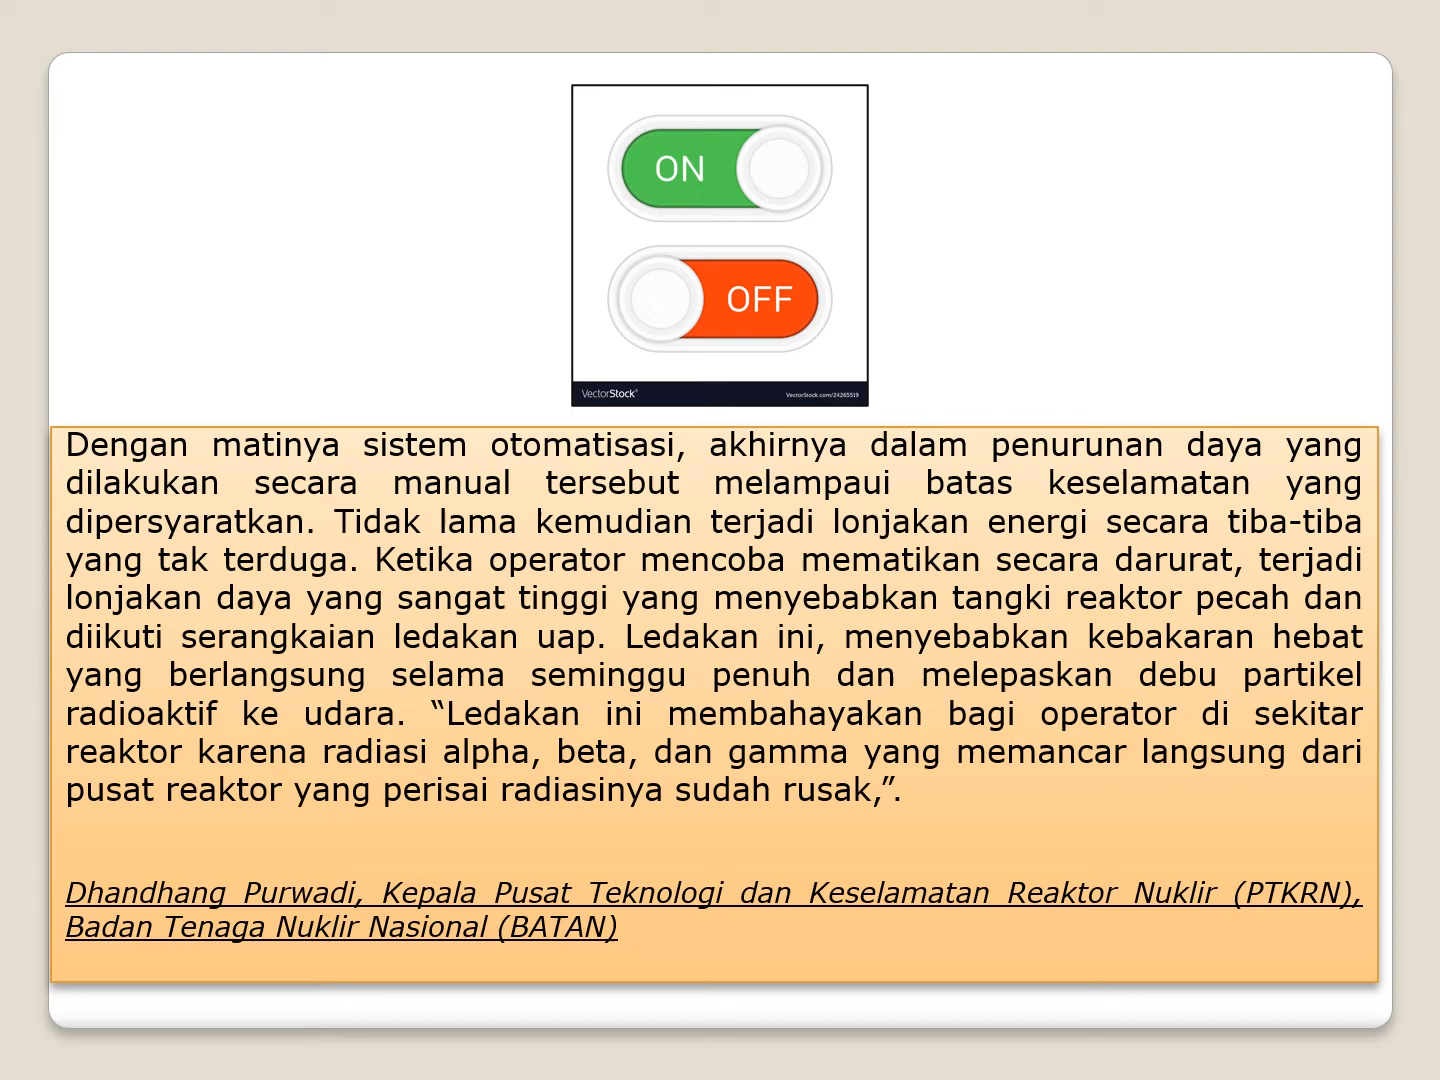 ON
OFF
VectorStock®
VectorStock.com/24265519
Dengan matinya sistem otomatisasi, akhirnya dalam penurunan daya yang
dilakukan secara manual tersebut melampaui batas keselamatan yang
dipersyaratkan. Tidak lama kemudian terjadi lonjakan energi secara tiba-tiba
yang tak terduga. Ketika operator mencoba mematikan secara darurat, terjadi
lonjakan daya yang sangat tinggi yang menyebabkan tangki reaktor pecah dan
diikuti serangkaian ledakan uap. Ledakan ini, menyebabkan kebakaran hebat
yang berlangsung selama seminggu penuh dan melepaskan debu partikel
radioaktif ke udara. “Ledakan ini membahayakan bagi operator di sekitar
reaktor karena radiasi alpha, beta, dan gamma yang memancar langsung dari
pusat reaktor yang perisai radiasinya sudah rusak,”.
Dhandhang Purwadi, Kepala Pusat Teknologi dan Keselamatan Reaktor Nuklir (PTKRN),
Badan Tenaga Nuklir Nasional (BATAN)